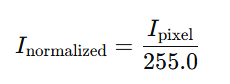 I_normalized = I_pixel / 255.0